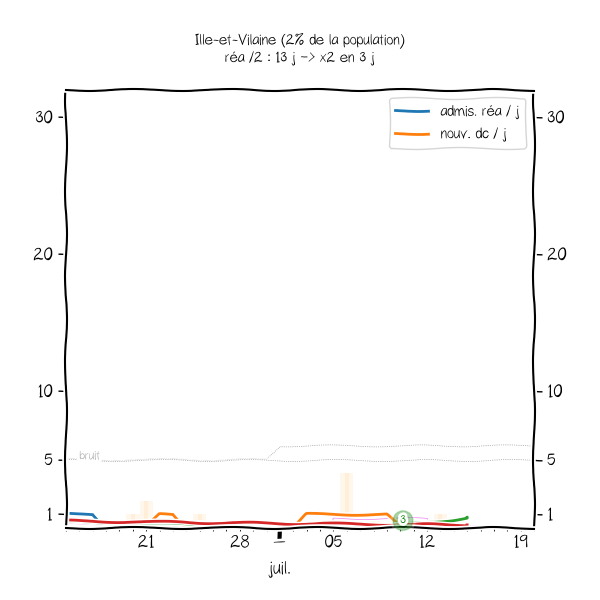 Ille-et-Vilaine (2% de la population)
réa /2 : 13 j -> x2 en 3 j
admis. réa / j
nouv. dc / j
30 30
20 20
10 10
5 bruit 5
1 3 1
21 28 1 05 12 19
juil.